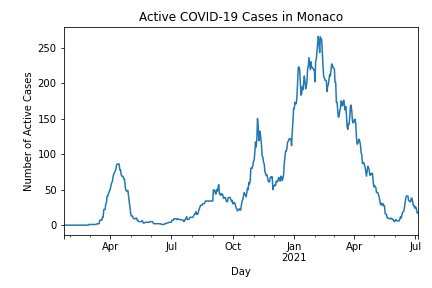 Active COVID-19 Cases in Monaco
Number of Active Cases
250
200
150
100
50
0
Apr
Jul
Oct
Jan
2021
Apr
Jul
Day